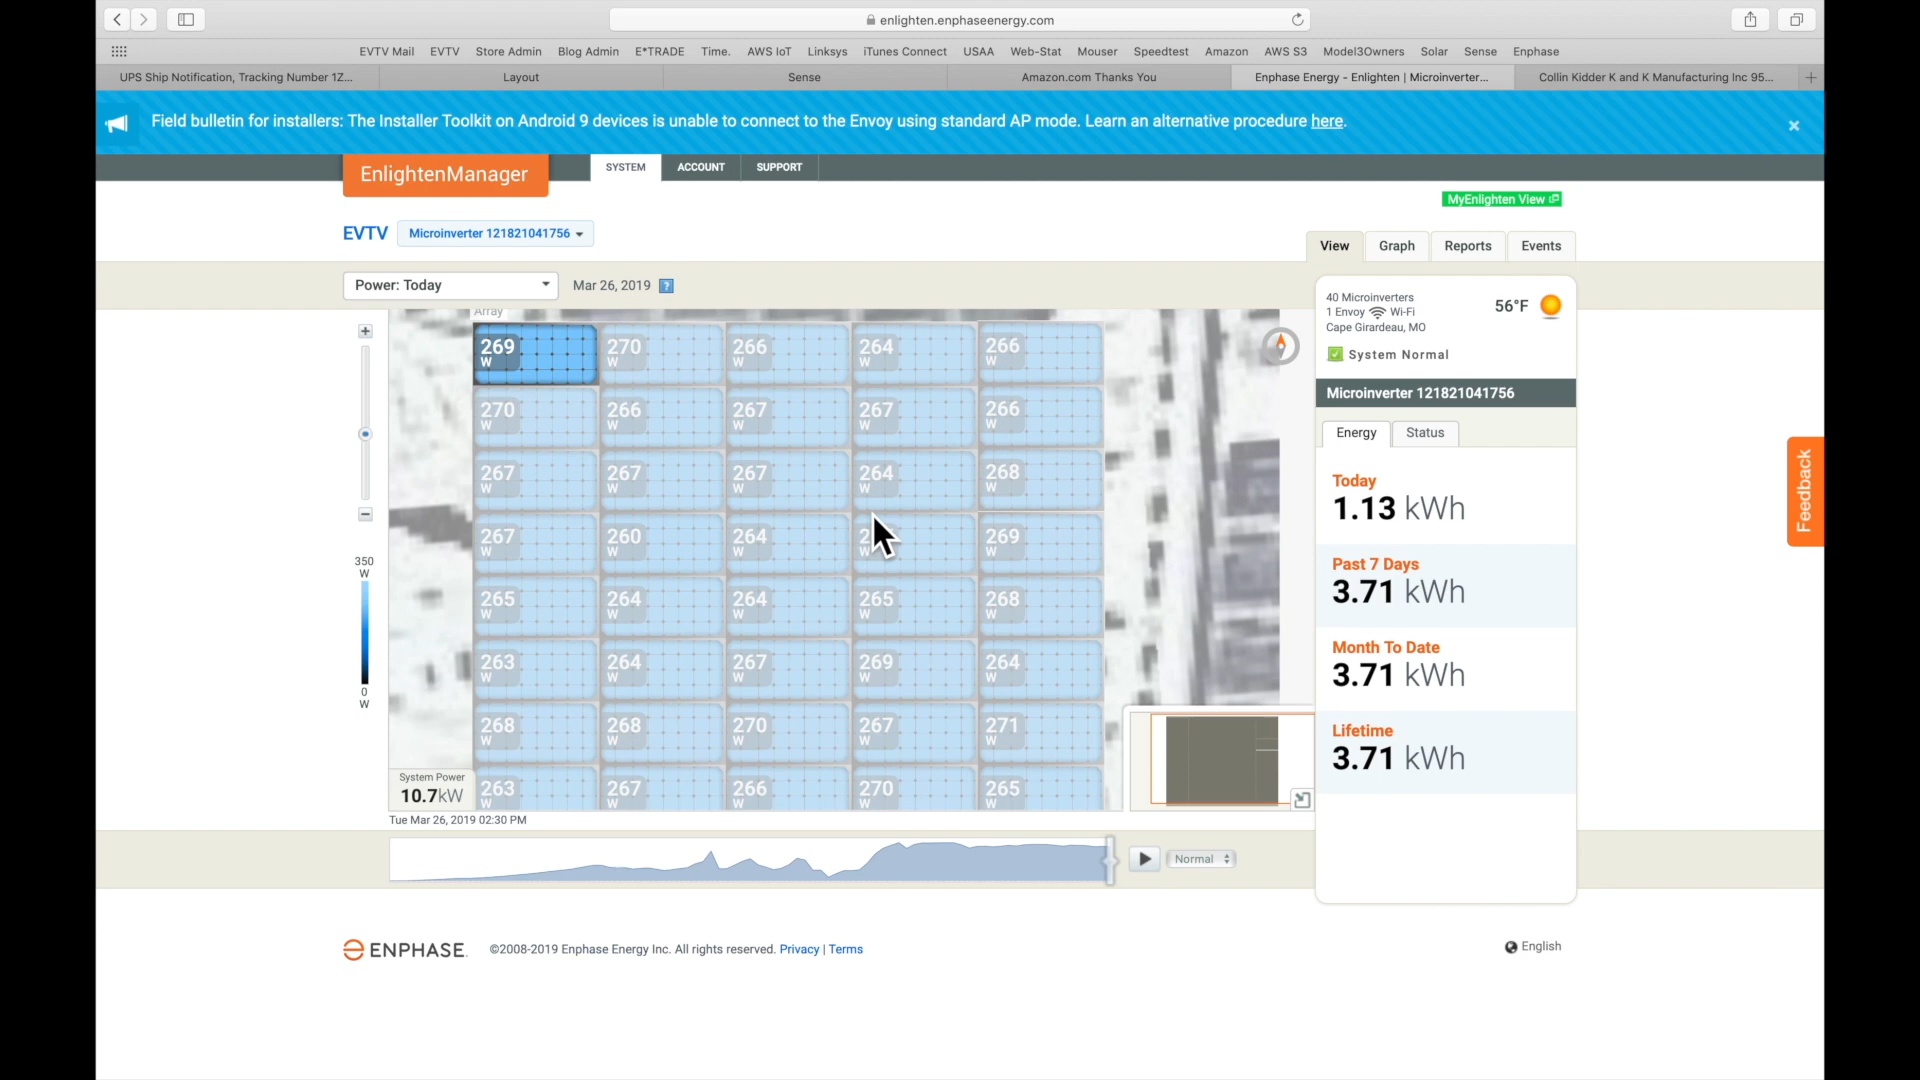 enlighten.enphaseenergy.com
EVTV Mail EVTV Store Admin Blog Admin E*TRADE Time. AWS IoT Linksys iTunes Connect USAA Web-Stat Mouser Speedtest Amazon AWS S3 Model3Owners Solar Sense Enphase
UPS Ship Notification, Tracking Number 1Z... Layout Sense Amazon.com Thanks You Enphase Energy - Enlighten | Microinverter... Collin Kidder K and K Manufacturing Inc 95...
Field bulletin for installers: The Installer Toolkit on Android 9 devices is unable to connect to the Envoy using standard AP mode. Learn an alternative procedure here.
EnlightenManager SYSTEM ACCOUNT SUPPORT
MyEnlighten View
EVTV Microinverter 121821041756
View Graph Reports Events
Power: Today Mar 26, 2019 ?
Array
269 W 270 W 266 W 264 W 266 W
270 W 266 W 267 W 267 W 266 W
267 W 267 W 267 W 264 W 268 W
267 W 260 W 264 W W 269 W
265 W 264 W 264 W 265 W 268 W
263 W 264 W 267 W 269 W 264 W
268 W 268 W 270 W 267 W 271 W
263 W 267 W 266 W 270 W 265 W
350
W
0
W
System Power
10.7kW
Tue Mar 26, 2019 02:30 PM
Normal
40 Microinverters
1 Envoy Wi-Fi
Cape Girardeau, MO
56°F
System Normal
Microinverter 121821041756
Energy Status
Today
1.13 kWh
Past 7 Days
3.71 kWh
Month To Date
3.71 kWh
Lifetime
3.71 kWh
Feedback
ENPHASE. ©2008-2019 Enphase Energy Inc. All rights reserved. Privacy | Terms
English